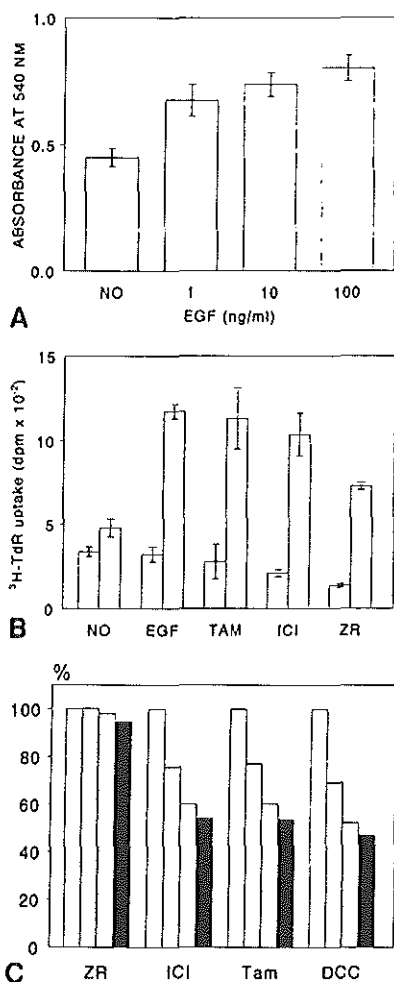 1.0
ABSORBANCE AT 540 NM
0.5
0.0
NO 1 10 100
A EGF (ng/ml)
15
³H-TdR uptake (dpm x 10⁻²)
10
5
0
B NO EGF TAM ICI ZR
%
100
80
60
40
20
0
C ZR ICI Tam DCC